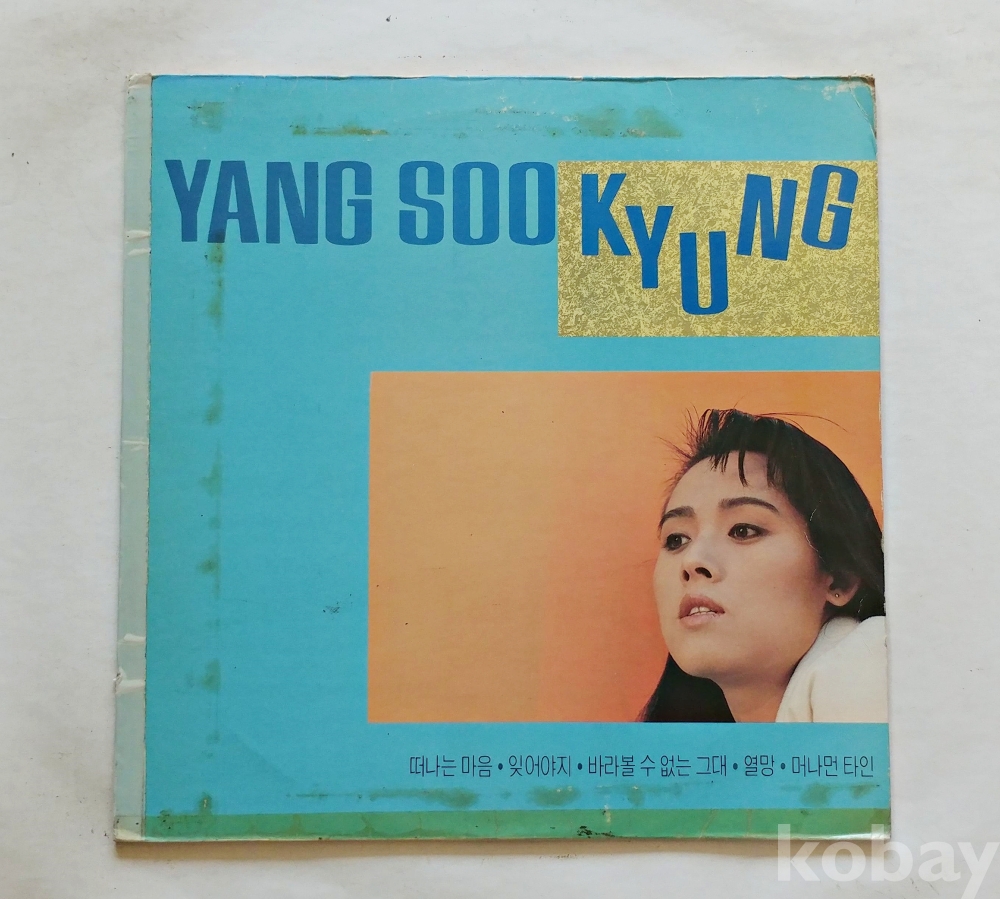 YANG SOO KYUNG
떠나는 마음 • 잊어야지 • 바라볼 수 없는 그대 • 열망 • 머나먼 타인
kobay